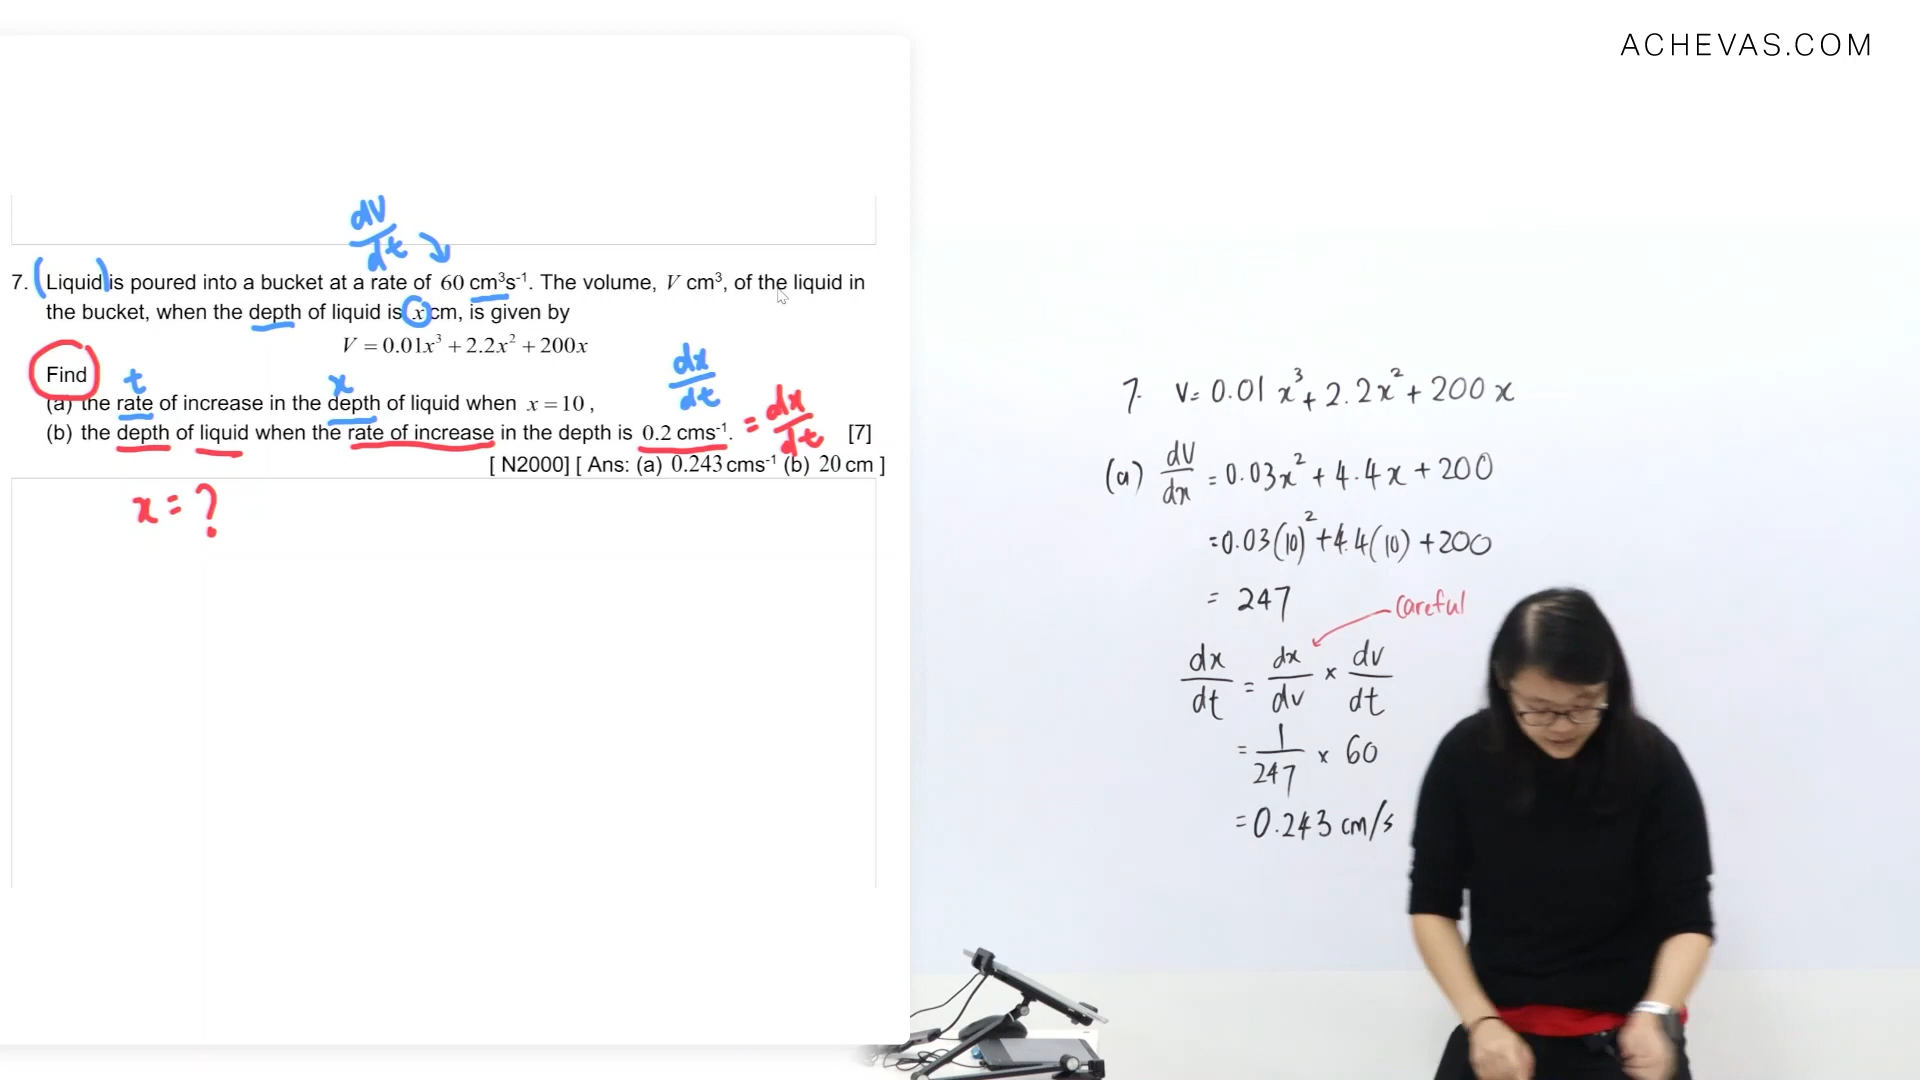 ACHEVAS.COM
dV
dt
7. Liquid is poured into a bucket at a rate of 60 cm³s⁻¹. The volume, V cm³, of the liquid in
the bucket, when the depth of liquid is x cm, is given by
V = 0.01x³ + 2.2x² + 200x
Find
t
x
dx
dt
(a) the rate of increase in the depth of liquid when x = 10 ,
(b) the depth of liquid when the rate of increase in the depth is 0.2 cms⁻¹. [7]
= dx
dt
[ N2000] [ Ans: (a) 0.243 cms⁻¹ (b) 20 cm ]
x = ?
7. V = 0.01 x³ + 2.2x² + 200 x
(a) dV/dx = 0.03x² + 4.4x + 200
= 0.03(10)² + 4.4(10) + 200
= 247
careful
dx/dt = dx/dv × dv/dt
= 1/247 × 60
= 0.243 cm/s